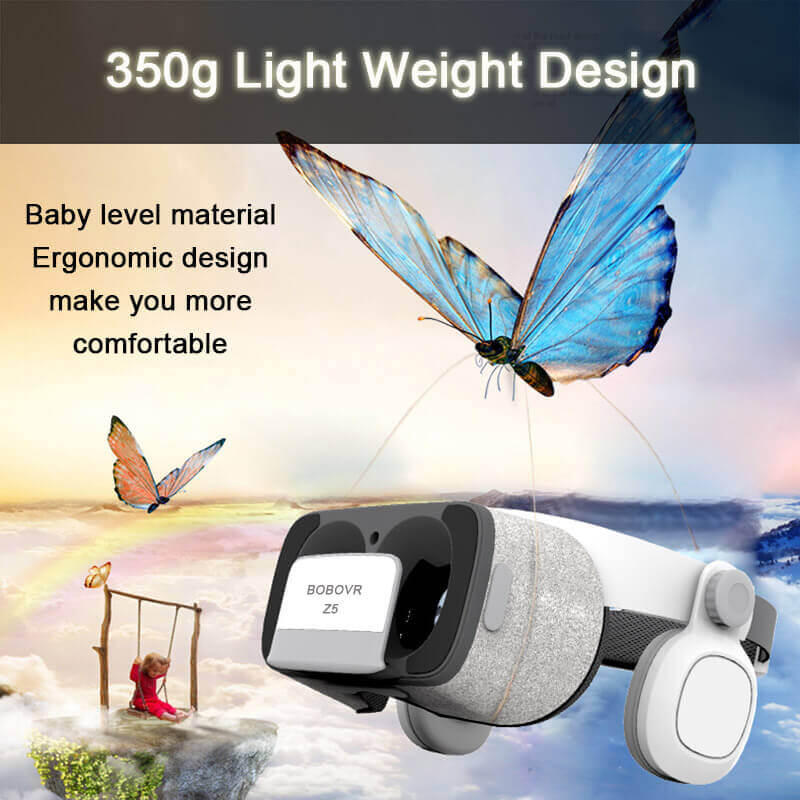 350g Light Weight Design
Baby level material
Ergonomic design
make you more
comfortable
BOBOVR
Z5